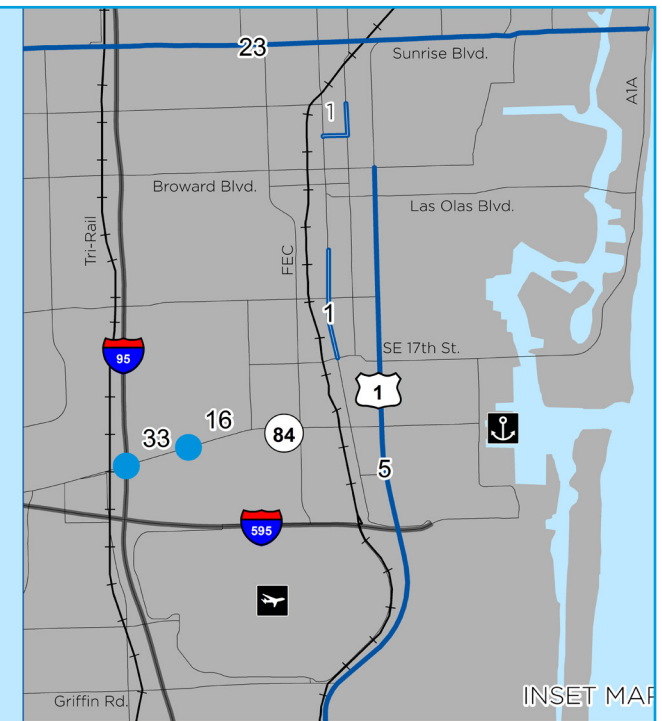 23
Sunrise Blvd.
A1A
1
Broward Blvd.
Las Olas Blvd.
Tri-Rail
FEC
1
SE 17th St.
95
1
16
33
84
5
595
Griffin Rd.
INSET MAP